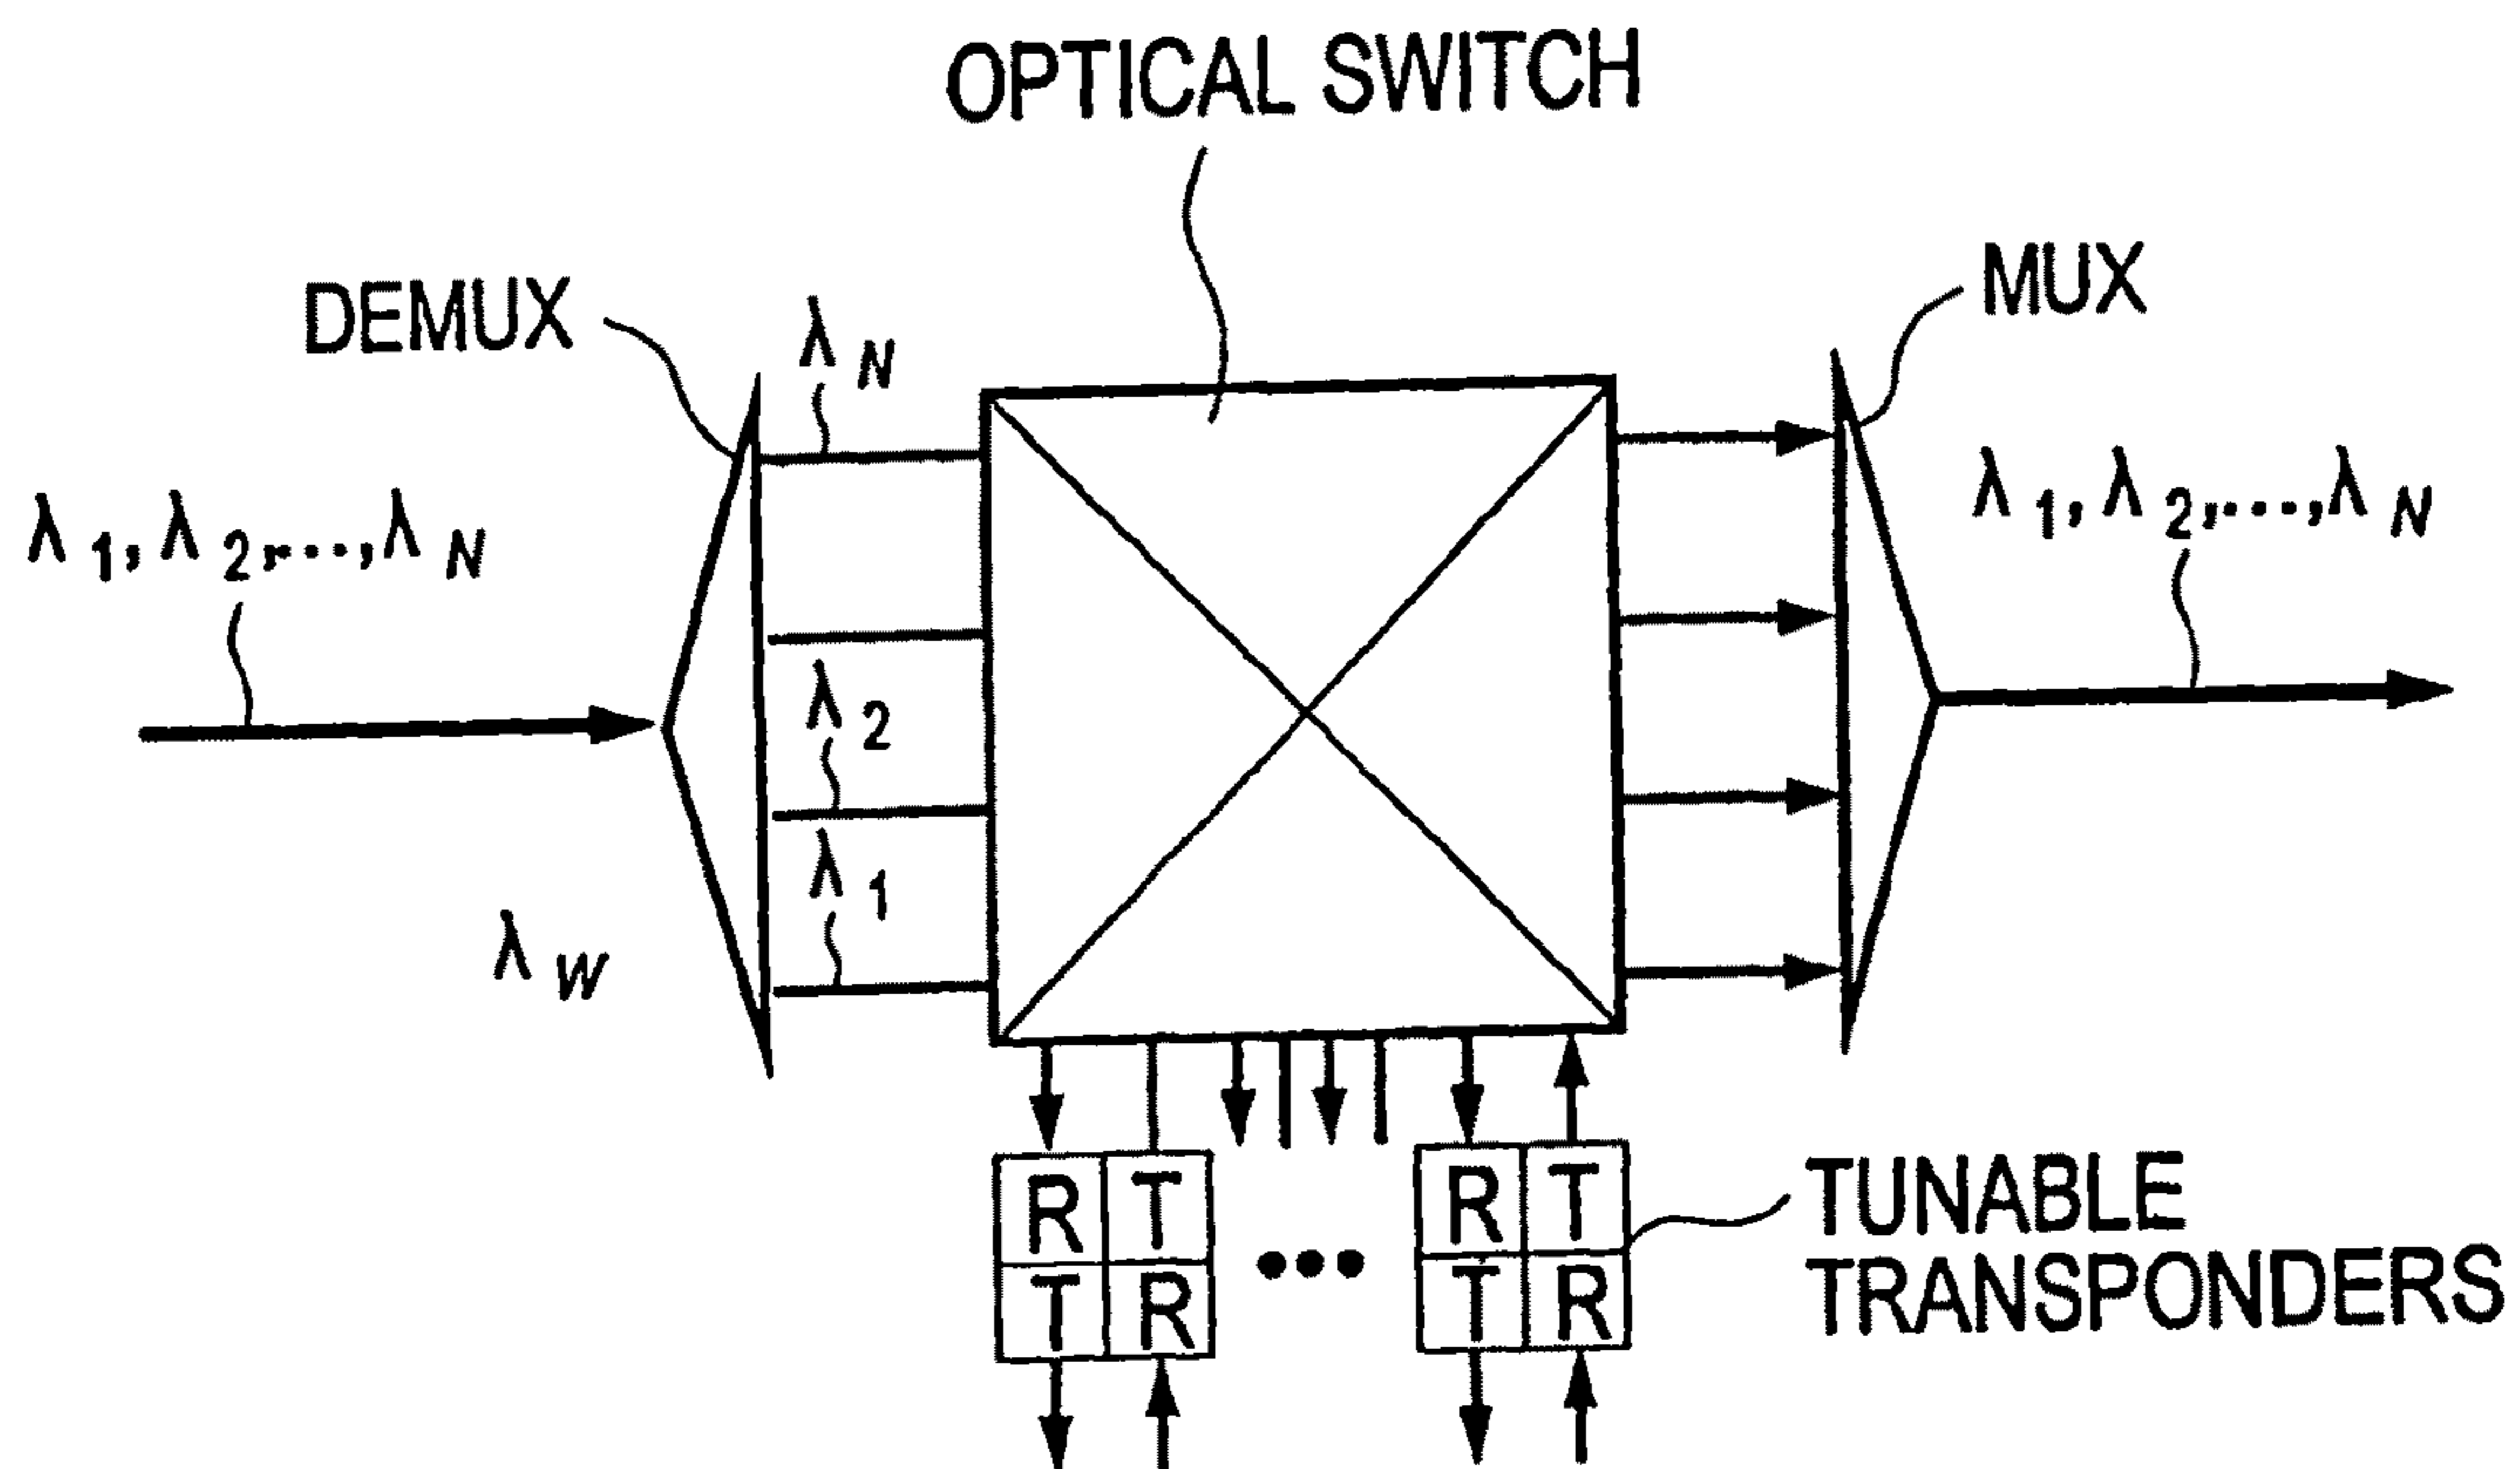 OPTICAL SWITCH
MUX
DEMUX
λ N
λ 1, λ 2,...,λ N
λ 1, λ 2,...,λ N
λ 2
λ 1
λ W
R T
R T
TUNABLE
T R
...
T R
TRANSPONDERS